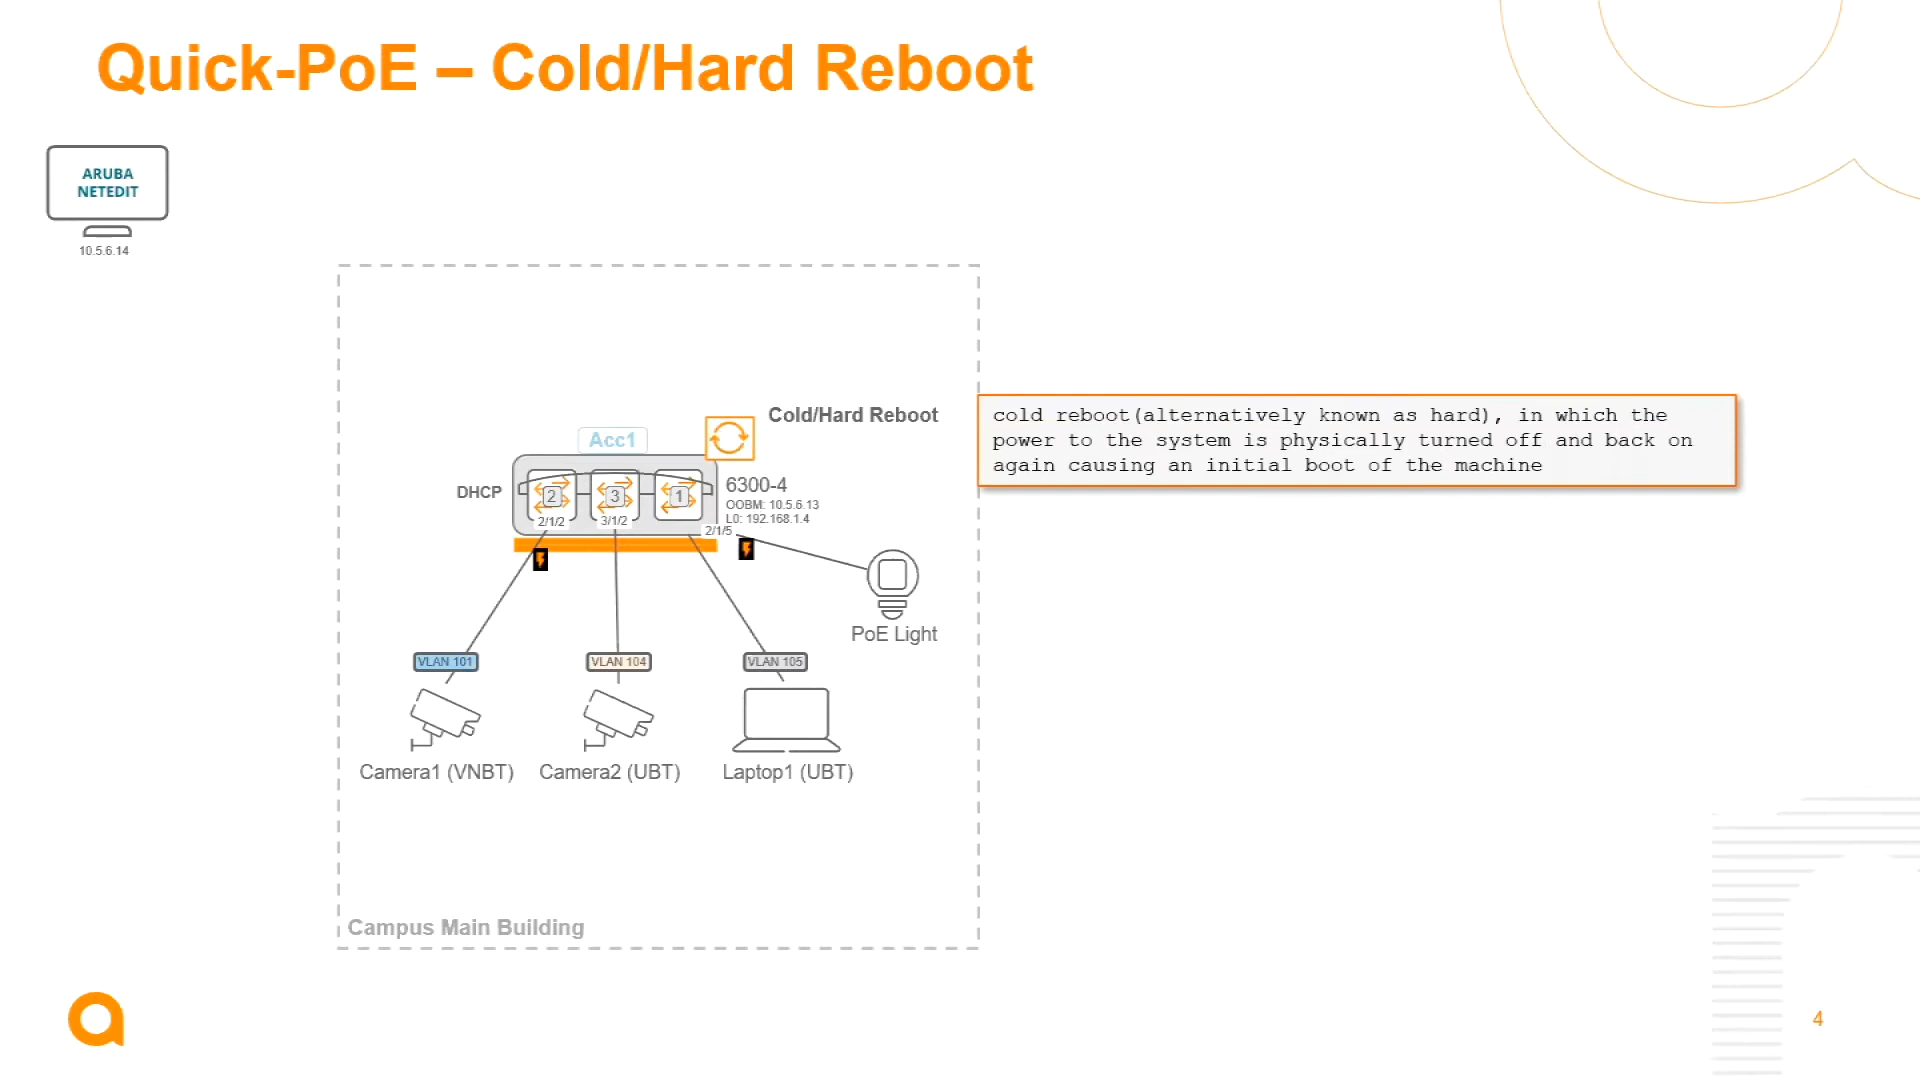 Quick-PoE – Cold/Hard Reboot
ARUBA
NETEDIT
10.5.6.14
Cold/Hard Reboot
cold reboot(alternatively known as hard), in which the
power to the system is physically turned off and back on
again causing an initial boot of the machine
Acc1
DHCP
2
3
1
6300-4
OOBM: 10.5.6.13
L0: 192.168.1.4
2/1/2
3/1/2
2/1/5
PoE Light
VLAN 101
VLAN 104
VLAN 105
Camera1 (VNBT)
Camera2 (UBT)
Laptop1 (UBT)
Campus Main Building
4